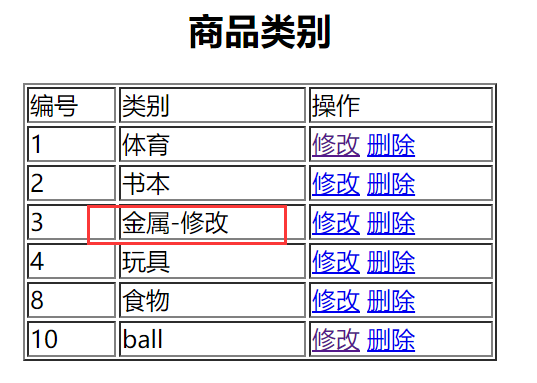 商品类别
编号 类别 操作
1 体育 修改 删除
2 书本 修改 删除
3 金属-修改 修改 删除
4 玩具 修改 删除
8 食物 修改 删除
10 ball 修改 删除